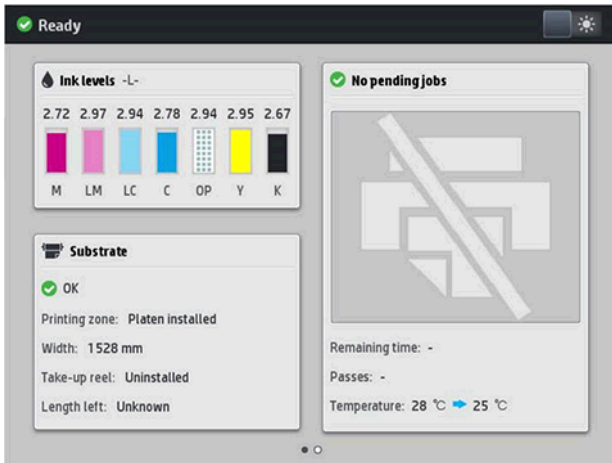 Ready
Ink levels -L-
2.72 2.97 2.94 2.78 2.94 2.95 2.67
M LM LC C OP Y K
Substrate
OK
Printing zone: Platen installed
Width: 1528 mm
Take-up reel: Uninstalled
Length left: Unknown
No pending jobs
Remaining time: -
Passes: -
Temperature: 28 °C 25 °C